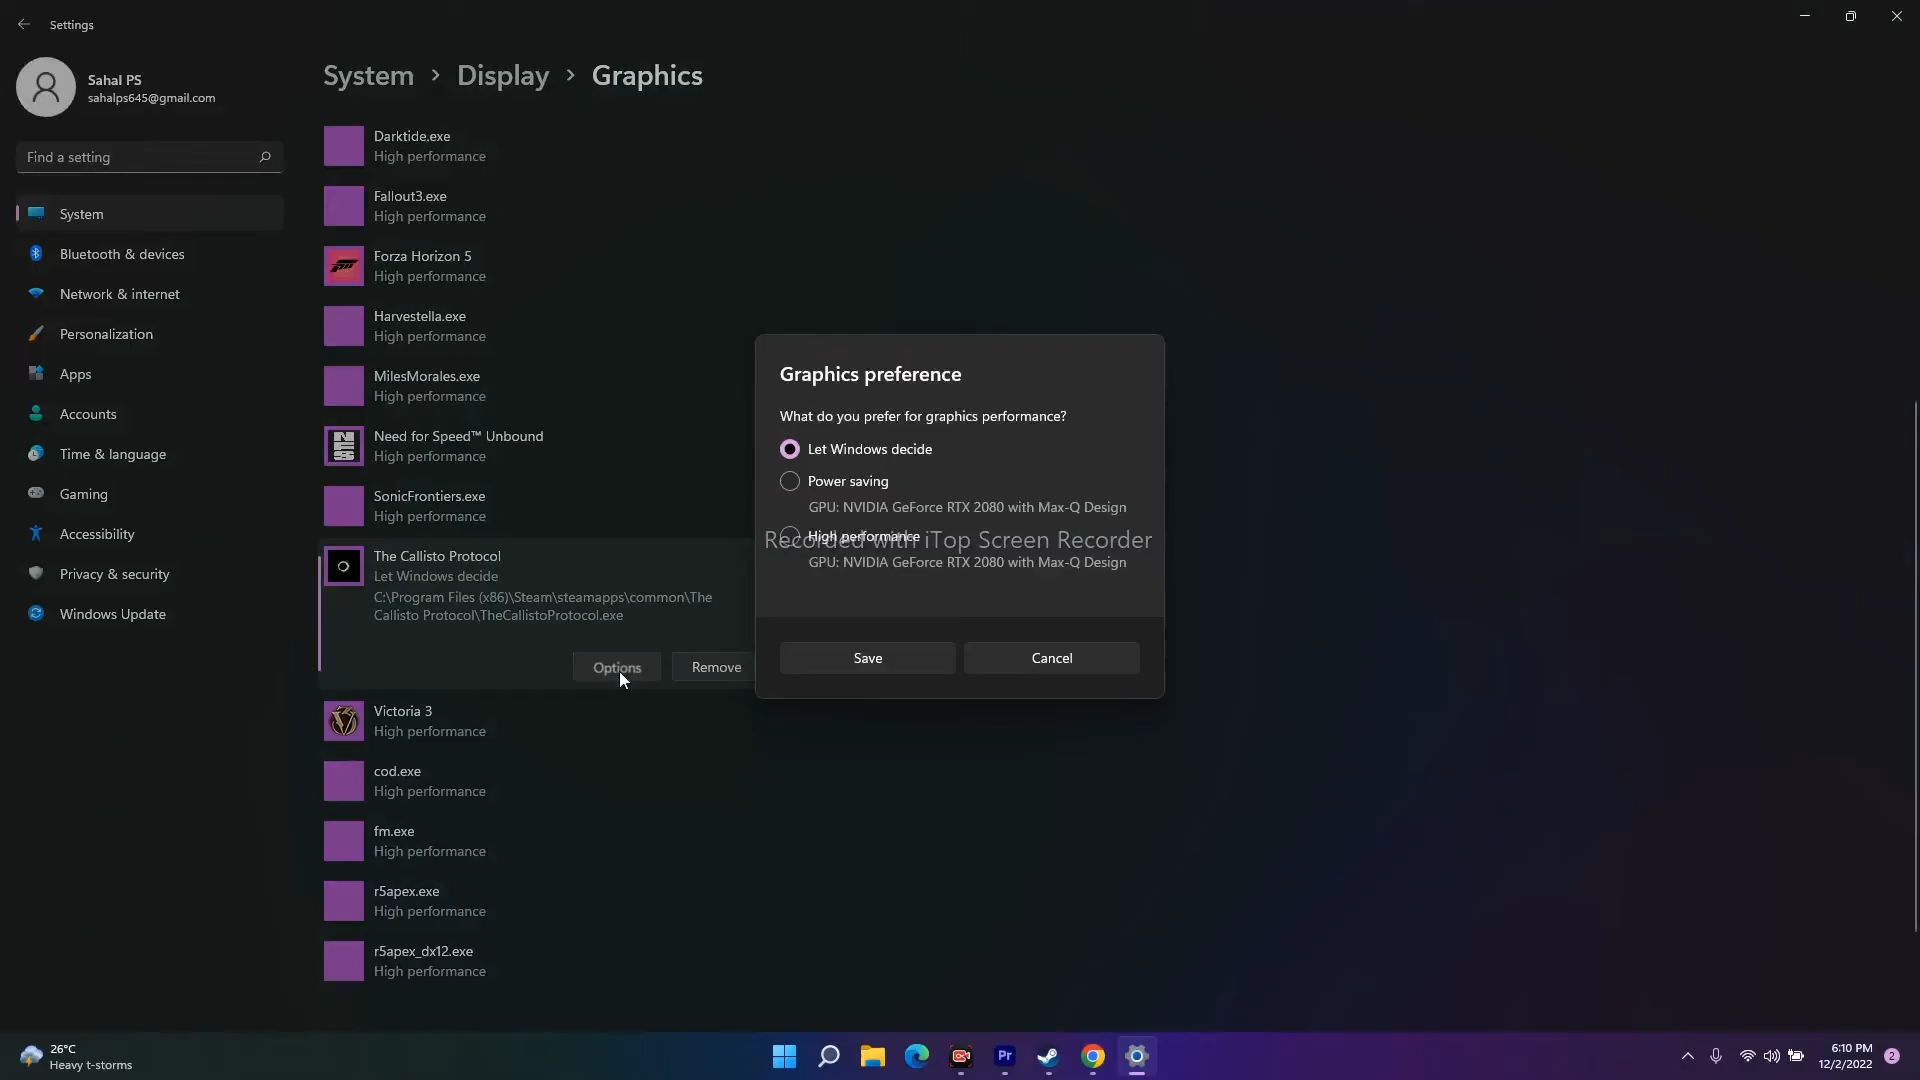 Settings
Sahal PS
sahalps645@gmail.com
Find a setting
System
Bluetooth & devices
Network & internet
Personalization
Apps
Accounts
Time & language
Gaming
Accessibility
Privacy & security
Windows Update
System > Display > Graphics
Darktide.exe
High performance
Fallout3.exe
High performance
Forza Horizon 5
High performance
Harvestella.exe
High performance
MilesMorales.exe
High performance
Need for Speed™ Unbound
High performance
SonicFrontiers.exe
High performance
The Callisto Protocol
Let Windows decide
C:\Program Files (x86)\Steam\steamapps\common\The
Callisto Protocol\TheCallistoProtocol.exe
Options
Remove
Victoria 3
High performance
cod.exe
High performance
fm.exe
High performance
r5apex.exe
High performance
r5apex_dx12.exe
High performance
Graphics preference
What do you prefer for graphics performance?
Let Windows decide
Power saving
GPU: NVIDIA GeForce RTX 2080 with Max-Q Design
High performance
Recorded with iTop Screen Recorder
GPU: NVIDIA GeForce RTX 2080 with Max-Q Design
Save
Cancel
26°C
Heavy t-storms
Pr
6:10 PM
12/2/2022
2